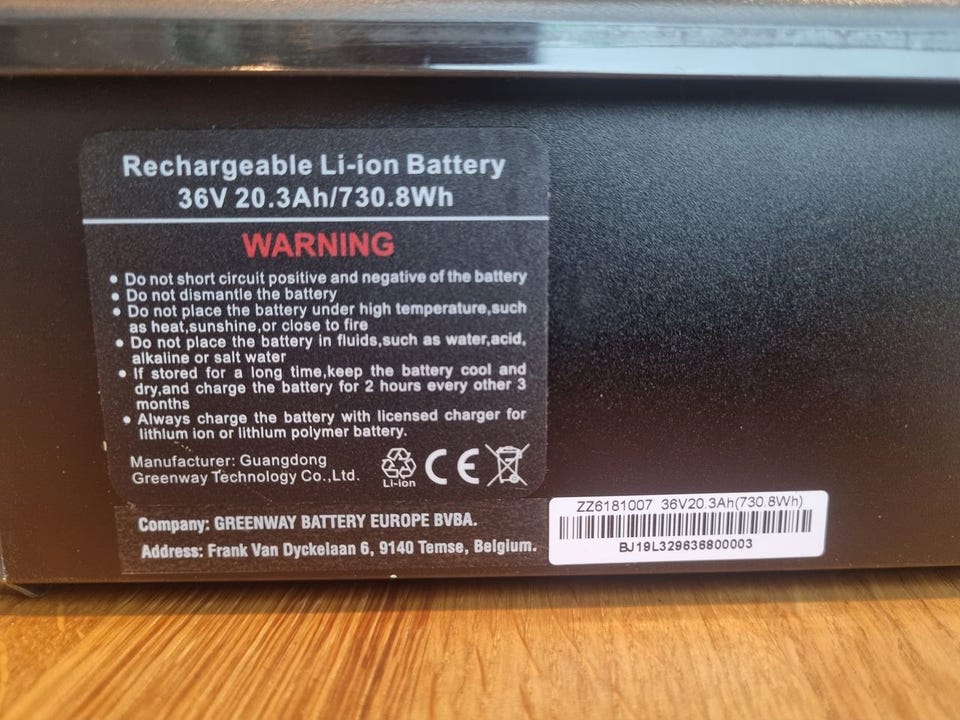 Rechargeable Li-ion Battery
36V 20.3Ah/730.8Wh
WARNING
• Do not short circuit positive and negative of the battery
• Do not dismantle the battery
• Do not place the battery under high temperature,such
as heat,sunshine,or close to fire
• Do not place the battery in fluids,such as water,acid,
alkaline or salt water
• If stored for a long time,keep the battery cool and
dry,and charge the battery for 2 hours every other 3
months
• Always charge the battery with licensed charger for
lithlum ion or lithlum polymer battery.
Manufacturer: Guangdong
Greenway Technology Co.,Ltd.
Li-ion
CE
Company: GREENWAY BATTERY EUROPE BVBA.
Address: Frank Van Dyckelaan 6, 9140 Temse, Belgium.
ZZ6181007 36V20.3Ah(730.8Wh)
BJ19L329636800003